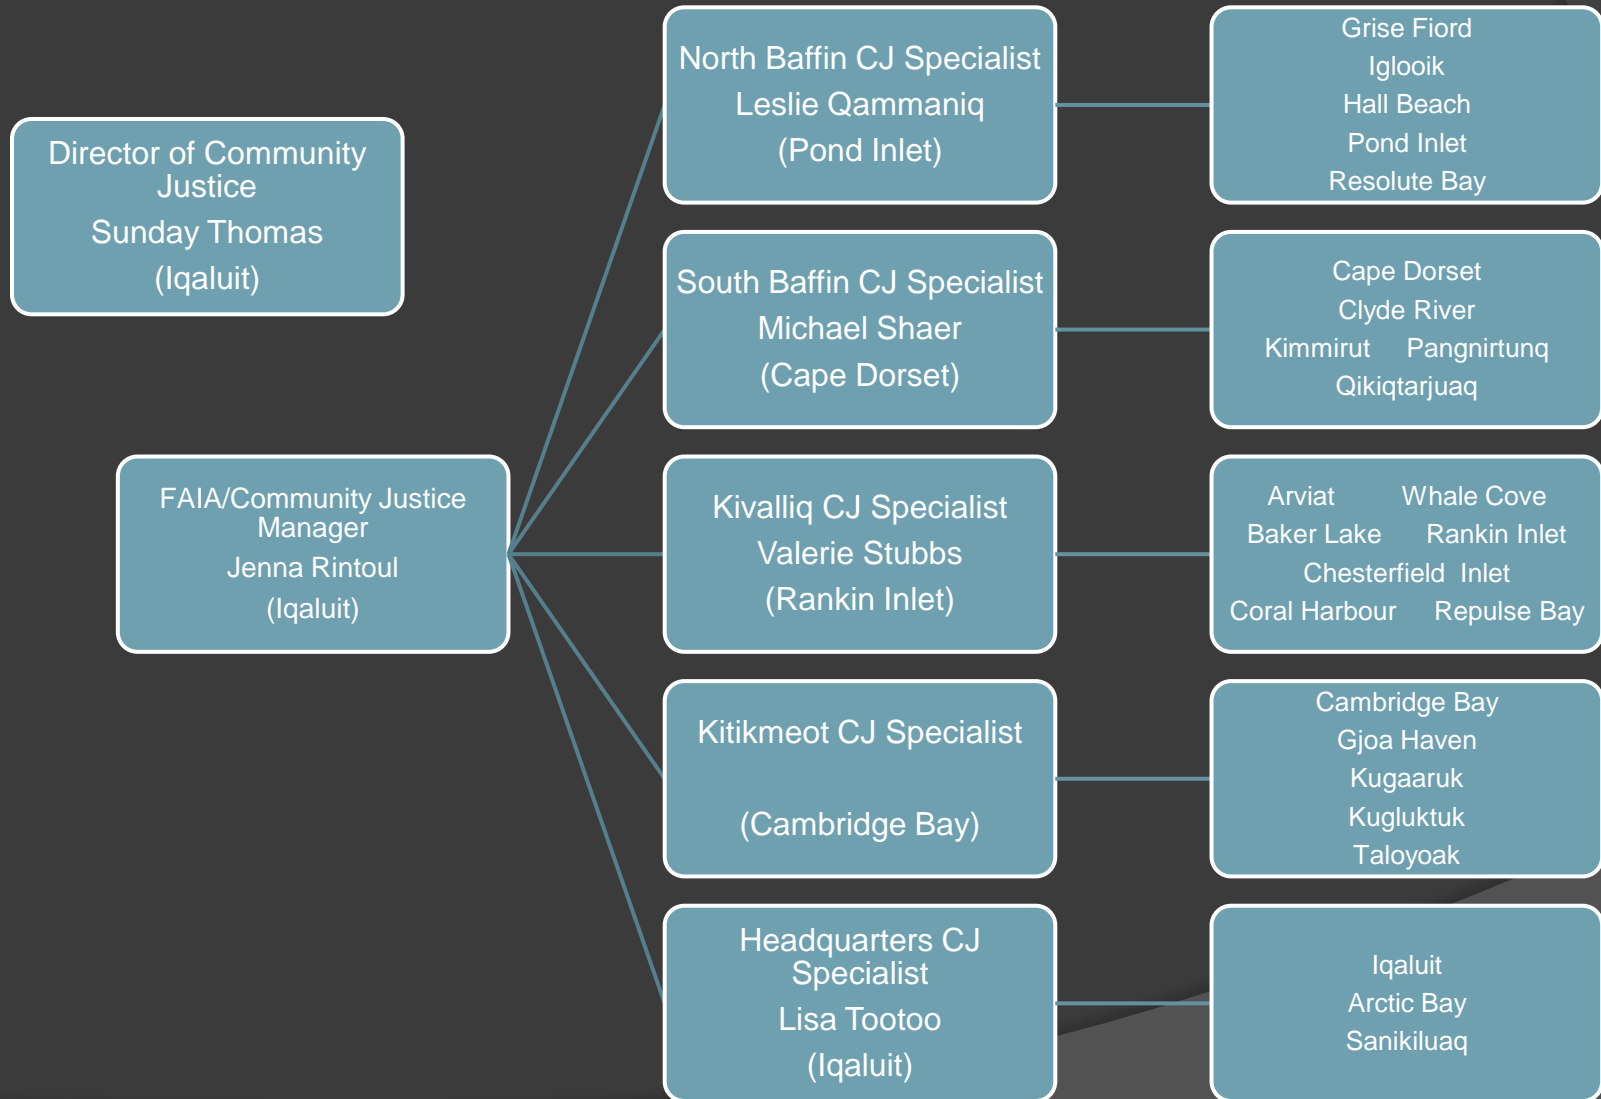 Director of Community
Justice
Sunday Thomas
(Iqaluit)
FAIA/Community Justice
Manager
Jenna Rintoul
(Iqaluit)
North Baffin CJ Specialist
Leslie Qammaniq
(Pond Inlet)
Grise Fiord
Iglooik
Hall Beach
Pond Inlet
Resolute Bay
South Baffin CJ Specialist
Michael Shaer
(Cape Dorset)
Cape Dorset
Clyde River
Kimmirut Pangnirtunq
Qikiqtarjuaq
Kivalliq CJ Specialist
Valerie Stubbs
(Rankin Inlet)
Arviat Whale Cove
Baker Lake Rankin Inlet
Chesterfield Inlet
Coral Harbour Repulse Bay
Kitikmeot CJ Specialist
(Cambridge Bay)
Cambridge Bay
Gjoa Haven
Kugaaruk
Kugluktuk
Taloyoak
Headquarters CJ
Specialist
Lisa Tootoo
(Iqaluit)
Iqaluit
Arctic Bay
Sanikiluaq